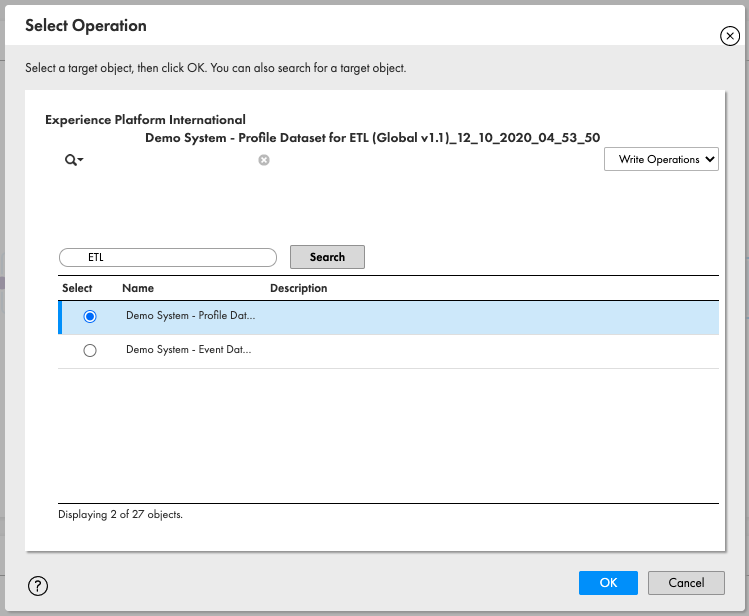 Select Operation
Select a target object, then click OK. You can also search for a target object.
Experience Platform International
Demo System - Profile Dataset for ETL (Global v1.1)_12_10_2020_04_53_50
Write Operations
ETL
Search
Select Name Description
Demo System - Profile Dat...
Demo System - Event Dat...
Displaying 2 of 27 objects.
?
OK Cancel